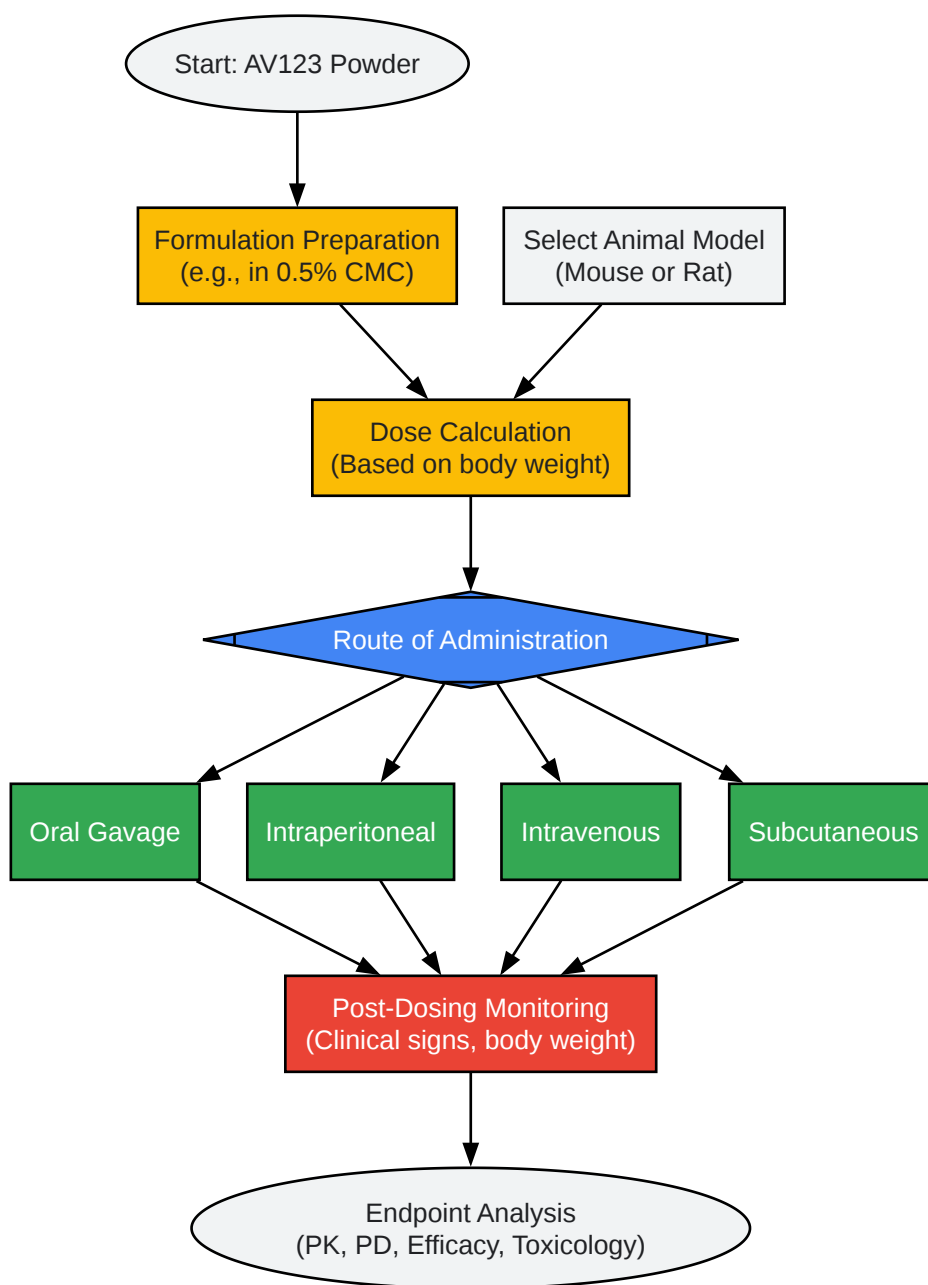 Start: AV123 Powder
Formulation Preparation
(e.g., in 0.5% CMC)
Select Animal Model
(Mouse or Rat)
Dose Calculation
(Based on body weight)
Route of Administration
Oral Gavage
Intraperitoneal
Intravenous
Subcutaneous
Post-Dosing Monitoring
(Clinical signs, body weight)
Endpoint Analysis
(PK, PD, Efficacy, Toxicology)